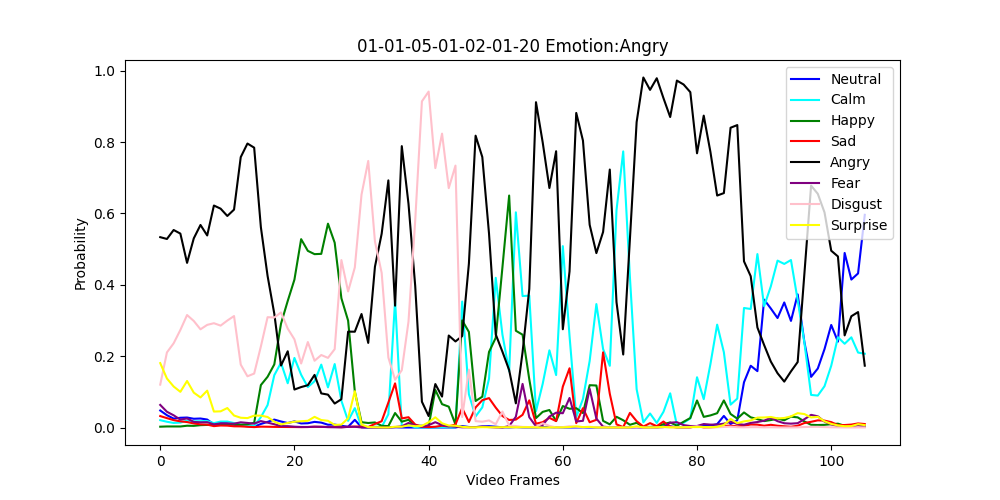 01-01-05-01-02-01-20 Emotion:Angry
1.0
0.8
0.6
0.4
0.2
0.0
Probability
0 20 40 60 80 100
Video Frames
Neutral
Calm
Happy
Sad
Angry
Fear
Disgust
Surprise